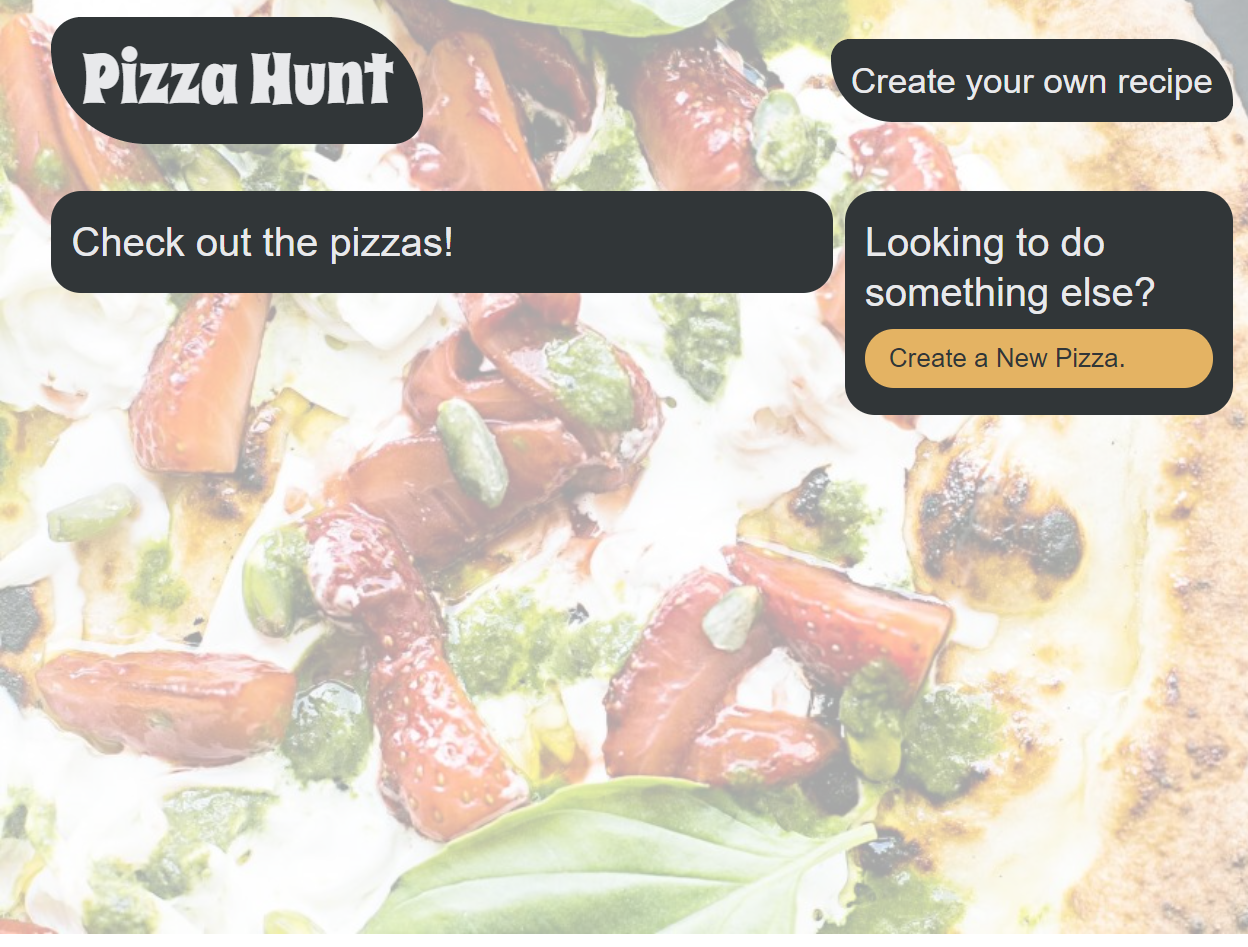 Pizza Hunt
Create your own recipe
Check out the pizzas!
Looking to do
something else?
Create a New Pizza.